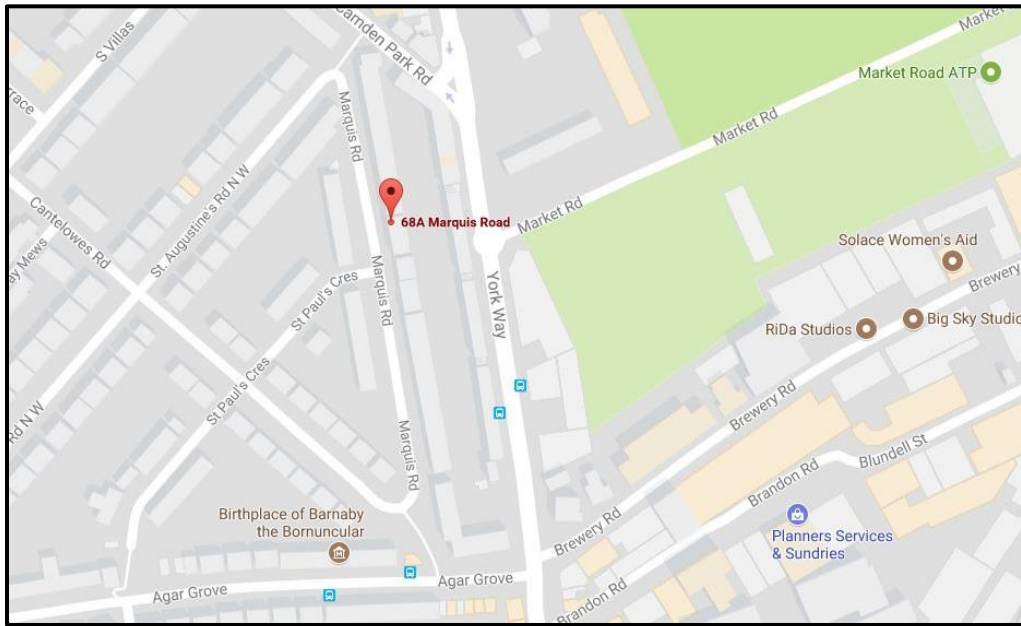 S Villas
Camden Park Rd
Market
Market Road ATP
Market Rd
Marquis Rd
Cantelowes Rd
St. Augustine's Rd N W
68A Marquis Road
Market Rd
Solace Women's Aid
Marquis Rd
St Paul's Cres
York Way
Brewery
Big Sky Studio
RiDa Studios
St Paul's Cres
Rd N W
Marquis Rd
Brewery Rd
Blundell St
Brandon Rd
Birthplace of Barnaby
the Bornuncular
Brewery Rd
Planners Services
& Sundries
Agar Grove
Agar Grove
Brandon Rd